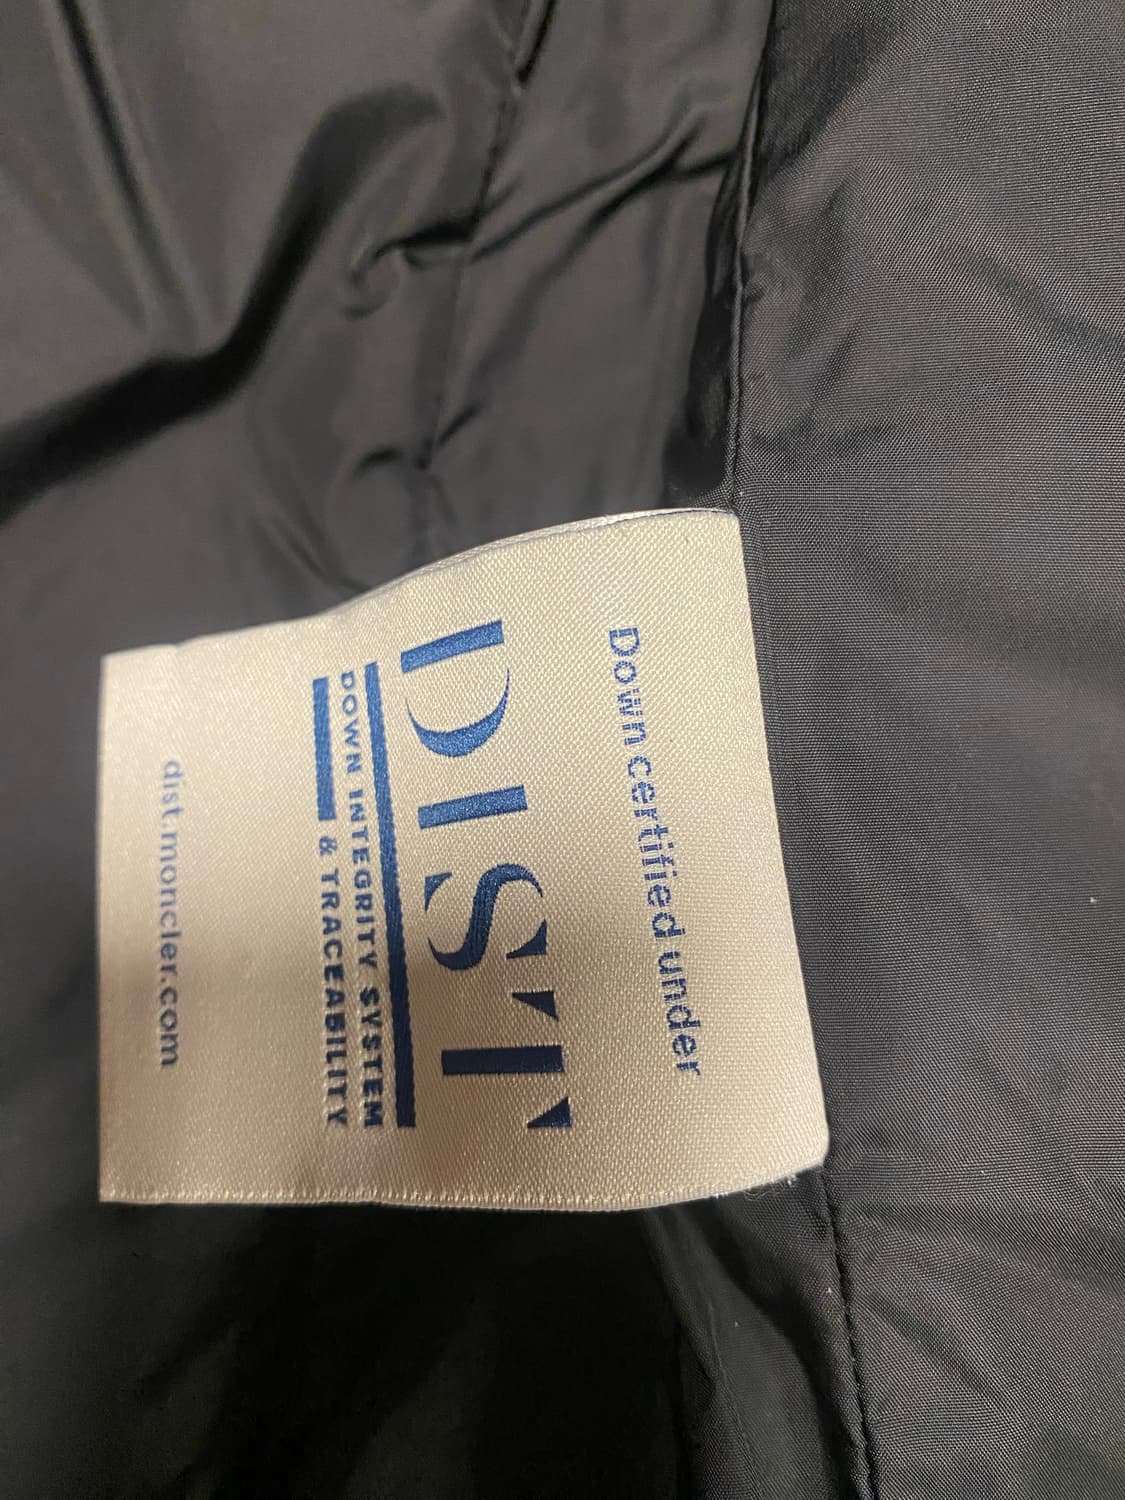 Down certified under
DIST
DOWN INTEGRITY SYSTEM
& TRACEABILITY
dist.moncler.com